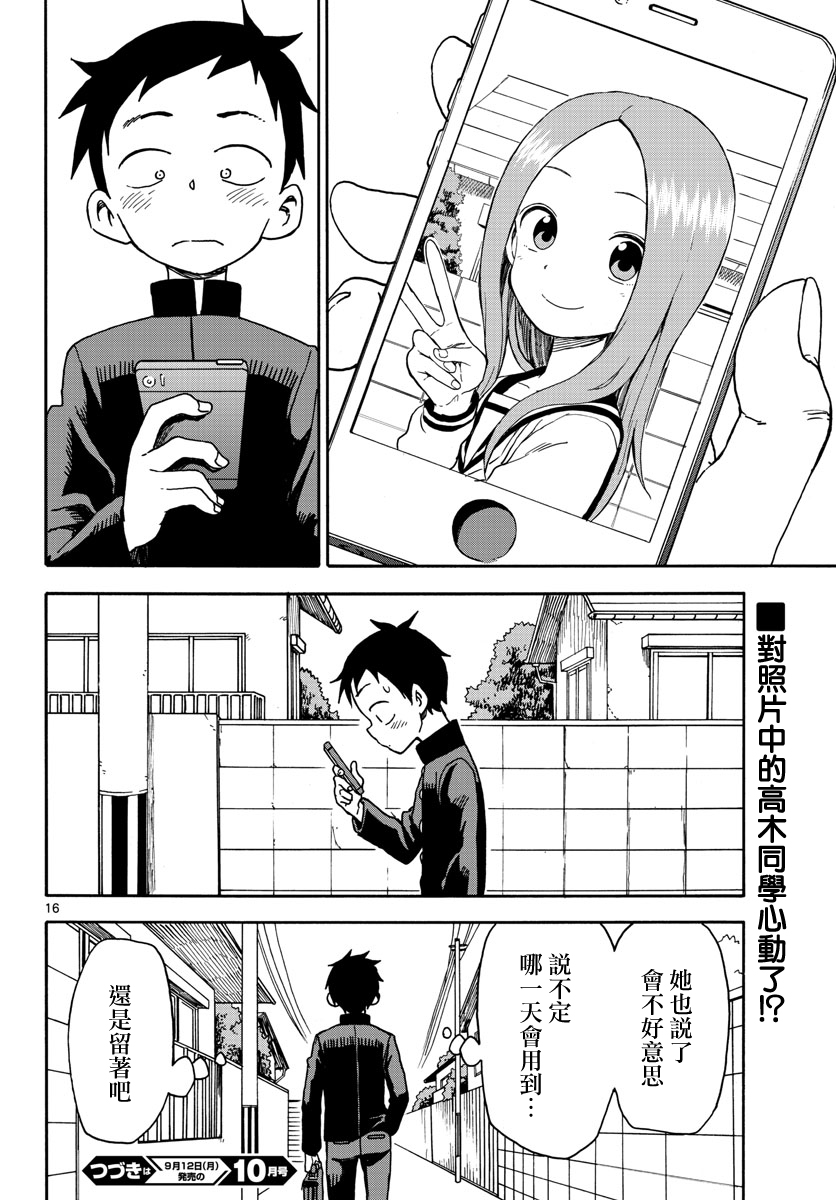 ■對照片中的高木同學心動了!?
16
她也說了
會不好意思
說不定
哪一天會用到…
還是留著吧
つづきは
9月12日(月)
発売の
10月号